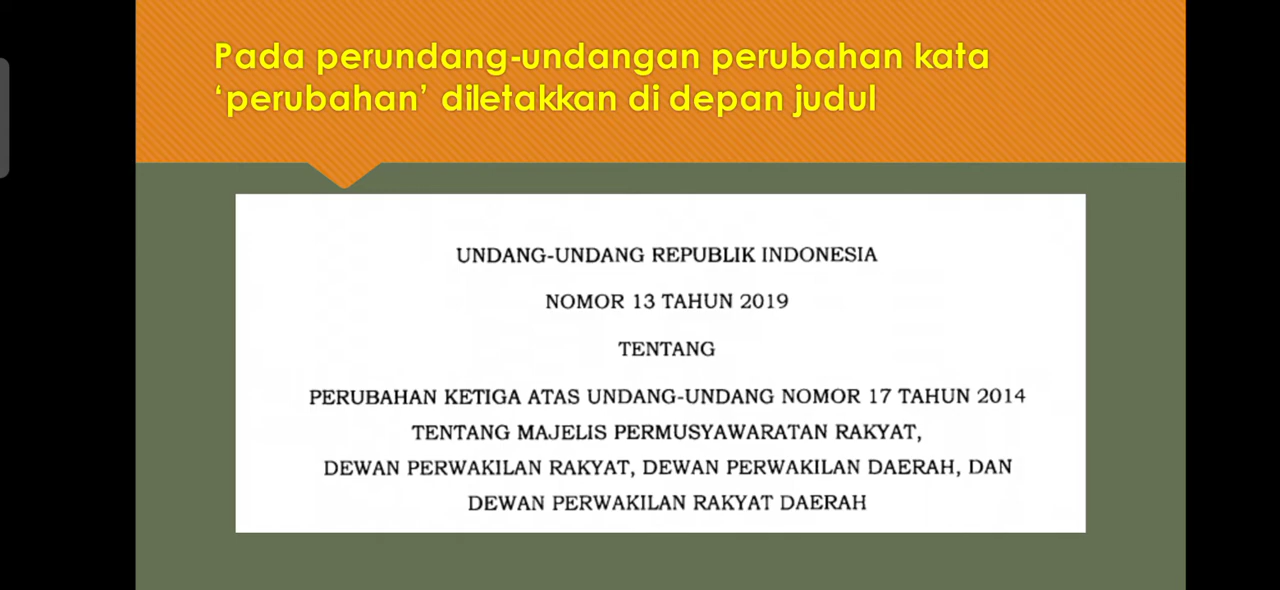 Pada perundang-undangan perubahan kata
‘perubahan’ diletakkan di depan judul
UNDANG-UNDANG REPUBLIK INDONESIA
NOMOR 13 TAHUN 2019
TENTANG
PERUBAHAN KETIGA ATAS UNDANG-UNDANG NOMOR 17 TAHUN 2014
TENTANG MAJELIS PERMUSYAWARATAN RAKYAT,
DEWAN PERWAKILAN RAKYAT, DEWAN PERWAKILAN DAERAH, DAN
DEWAN PERWAKILAN RAKYAT DAERAH